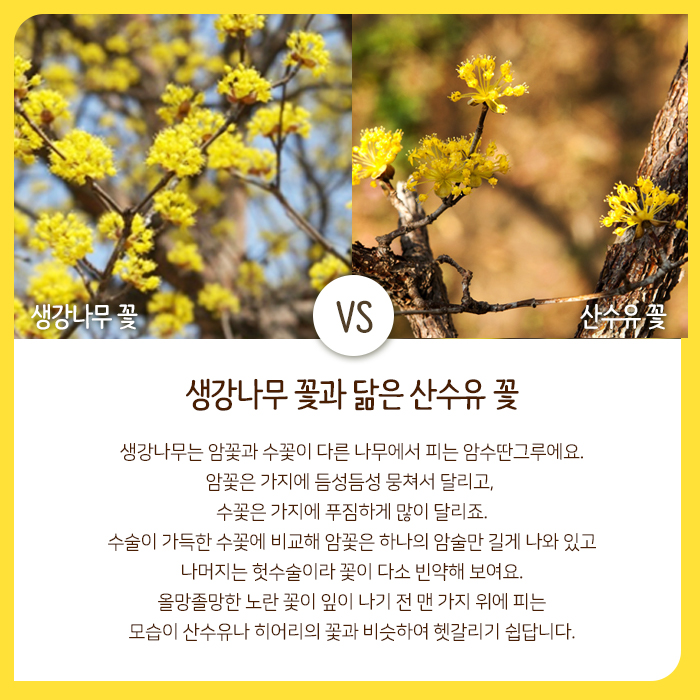 생강나무 꽃
VS
산수유 꽃
생강나무 꽃과 닮은 산수유 꽃
생강나무는 암꽃과 수꽃이 다른 나무에서 피는 암수딴그루에요.
암꽃은 가지에 듬성듬성 뭉쳐서 달리고,
수꽃은 가지에 푸짐하게 많이 달리죠.
수술이 가득한 수꽃에 비교해 암꽃은 하나의 암술만 길게 나와 있고
나머지는 헛수술이라 꽃이 다소 빈약해 보여요.
올망졸망한 노란 꽃이 잎이 나기 전 맨 가지 위에 피는
모습이 산수유나 히어리의 꽃과 비슷하여 헷갈리기 쉽답니다.